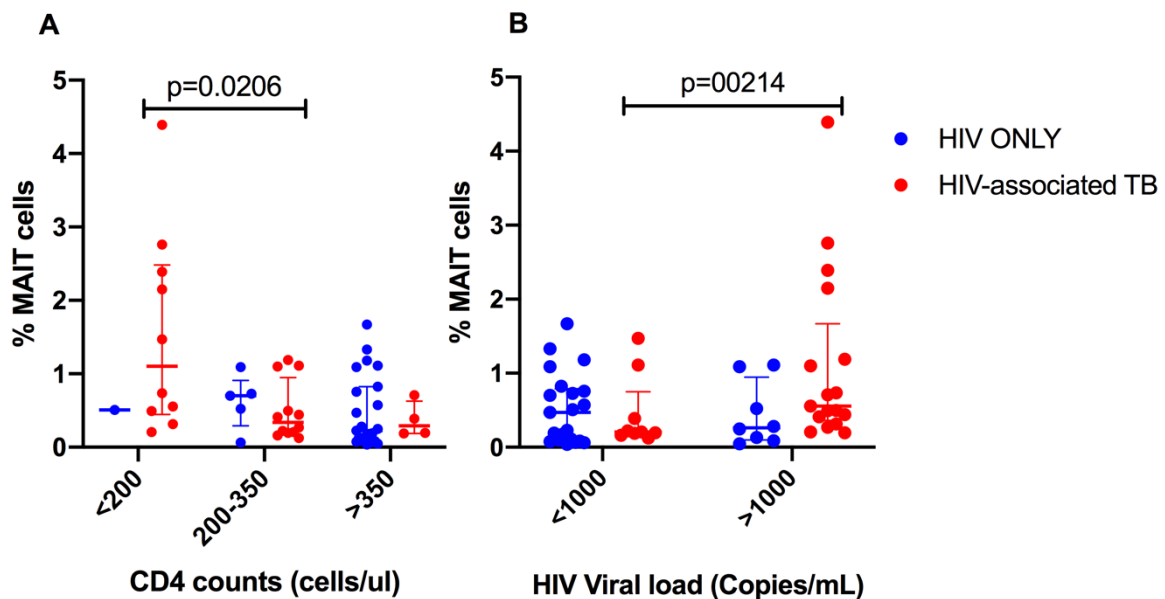 A
B
p=0.0206
p=00214
5
4
3
2
1
0
% MAIT cells
<200
200-350
>350
CD4 counts (cells/ul)
5
4
3
2
1
0
% MAIT cells
<1000
>1000
HIV Viral load (Copies/mL)
HIV ONLY
HIV-associated TB